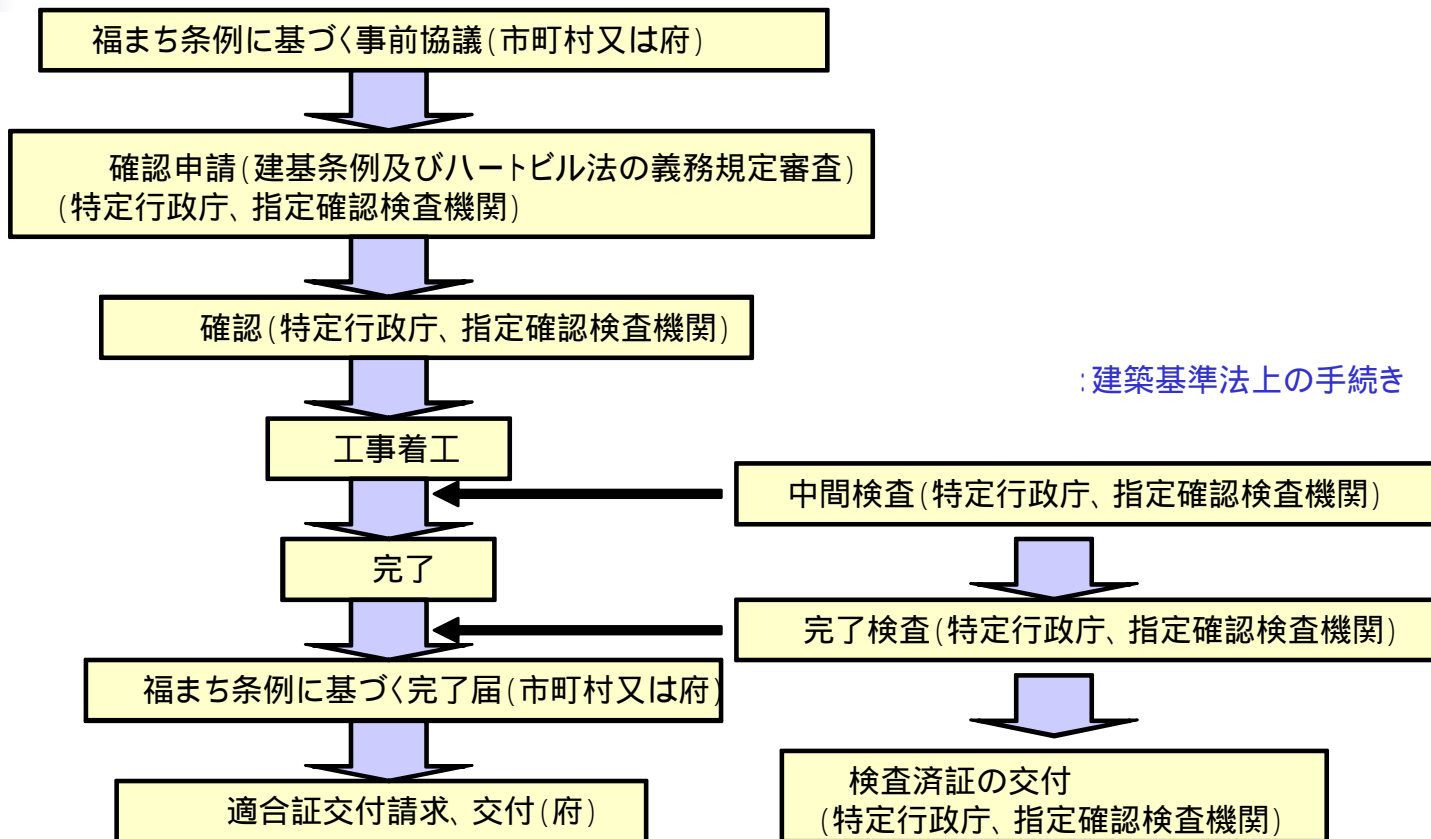 福まち条例に基づく事前協議(市町村又は府)
確認申請(建基条例及びハートビル法の義務規定審査)
(特定行政庁、指定確認検査機関)
確認(特定行政庁、指定確認検査機関)
:建築基準法上の手続き
工事着工
中間検査(特定行政庁、指定確認検査機関)
完了
完了検査(特定行政庁、指定確認検査機関)
福まち条例に基づく完了届(市町村又は府)
検査済証の交付
(特定行政庁、指定確認検査機関)
適合証交付請求、交付(府)